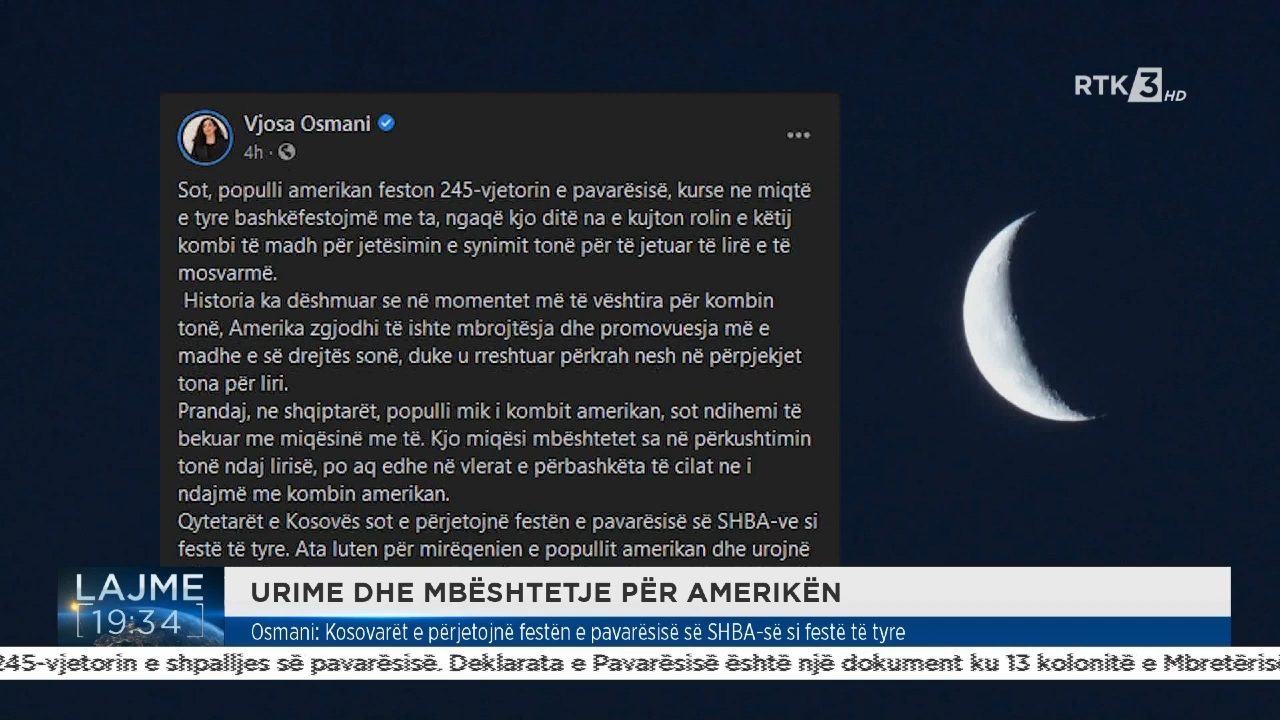 RTK 3 HD
Vjosa Osmani
4h ·
Sot, populli amerikan feston 245-vjetorin e pavarësisë, kurse ne miqtë
e tyre bashkëfestojmë me ta, ngaqë kjo ditë na e kujton rolin e këtij
kombi të madh për jetësimin e synimit tonë për të jetuar të lirë e të
mosvarmë.
Historia ka dëshmuar se në momentet më të vështira për kombin
tonë, Amerika zgjodhi të ishte mbrojtësja dhe promovuesja më e
madhe e së drejtës sonë, duke u rreshtuar përkrah nesh në përpjekjet
tona për liri.
Prandaj, ne shqiptarët, populli mik i kombit amerikan, sot ndihemi të
bekuar me miqësinë me të. Kjo miqësi mbështetet sa në përkushtimin
tonë ndaj lirisë, po aq edhe në vlerat e përbashkëta të cilat ne i
ndajmë me kombin amerikan.
Qytetarët e Kosovës sot e përjetojnë festën e pavarësisë së SHBA-ve si
festë të tyre. Ata luten për mirëqenien e popullit amerikan dhe urojnë
LAJME
19:34
URIME DHE MBËSHTETJE PËR AMERIKËN
Osmani: Kosovarët e përjetojnë festën e pavarësisë së SHBA-së si festë të tyre
245-vjetorin e shpalljes së pavarësisë. Deklarata e Pavarësisë është një dokument ku 13 kolonitë e Mbretëris